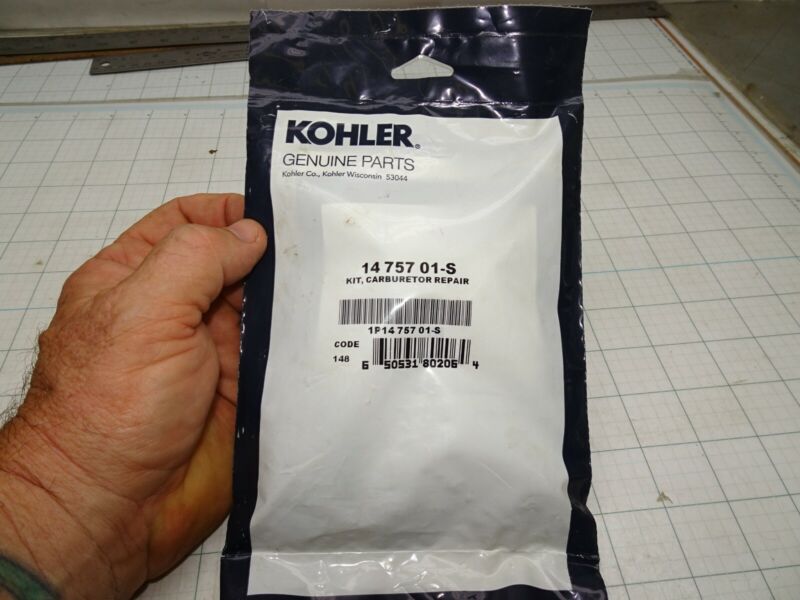 KOHLER®
GENUINE PARTS
Kohler Co., Kohler Wisconsin 53044
14 757 01-S
KIT, CARBURETOR REPAIR
1P14 757 01-S
CODE
148
6 50531 80206 4